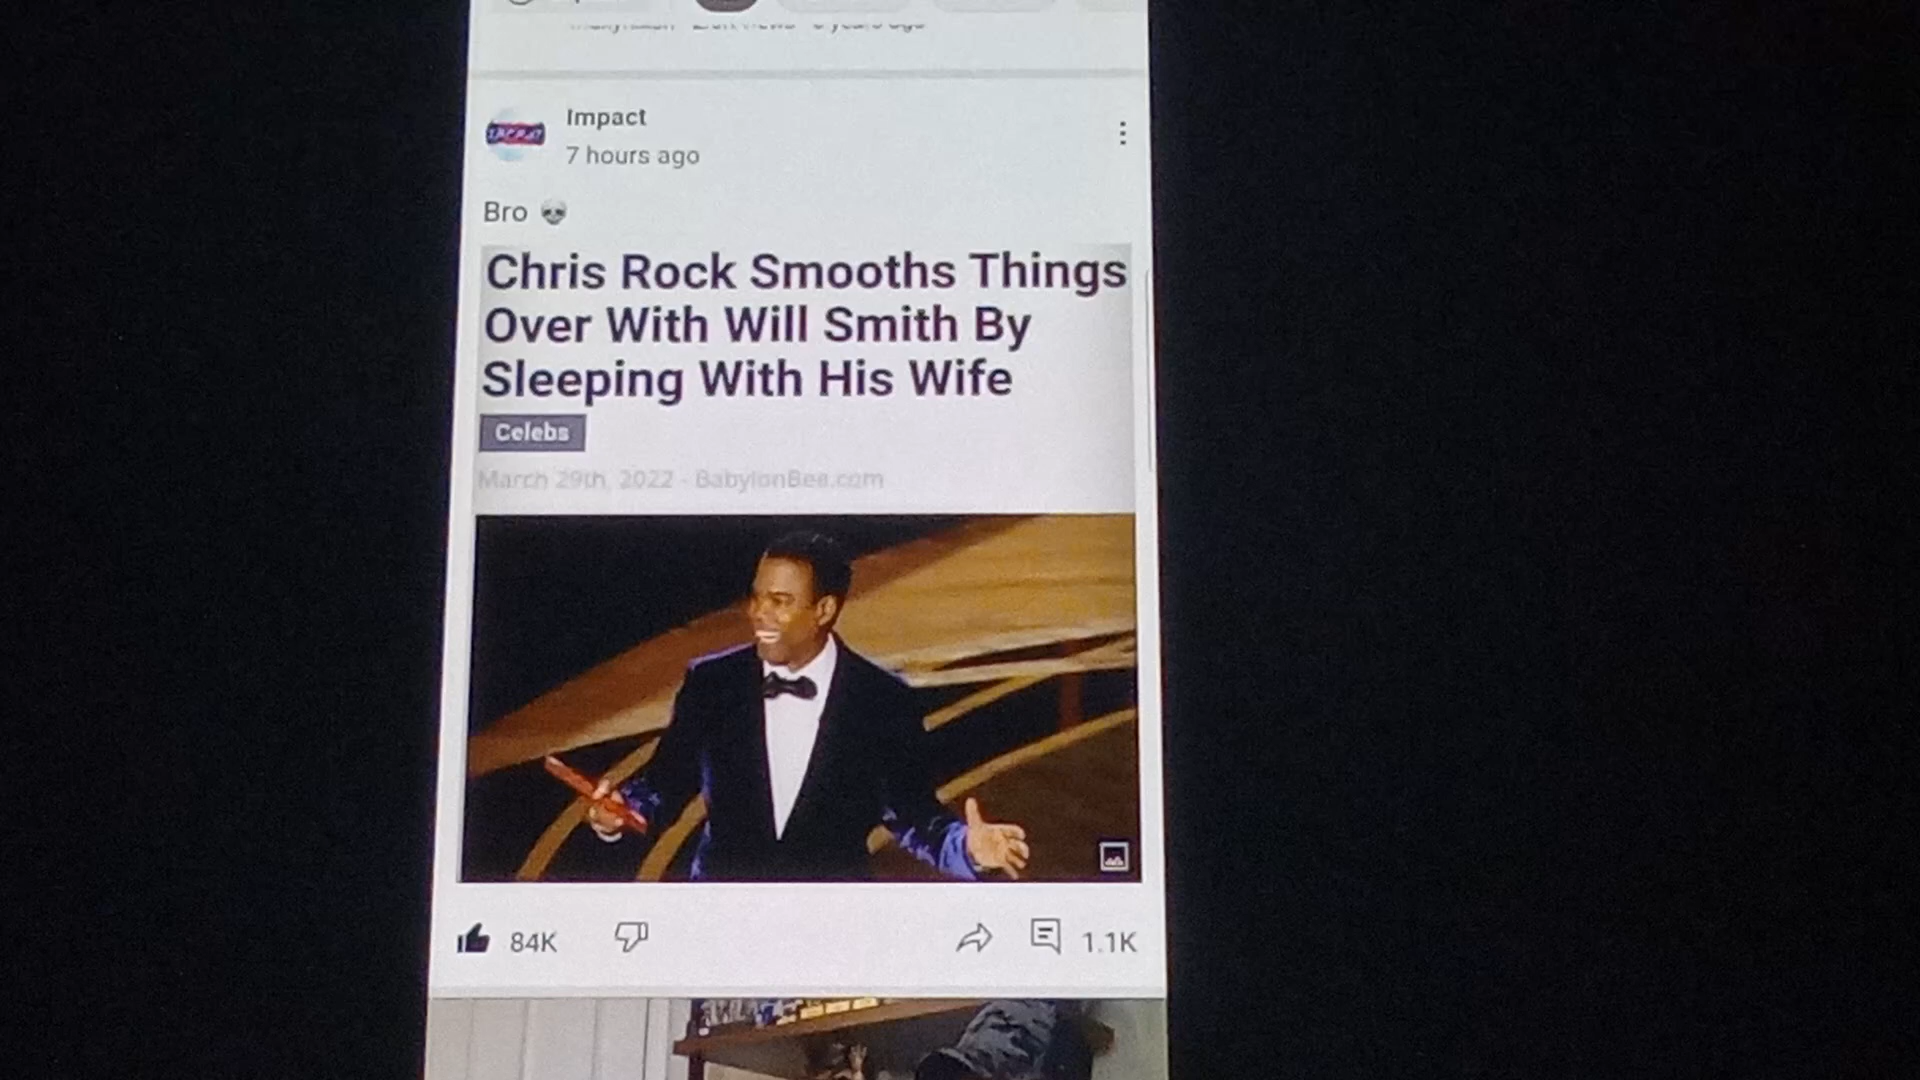 Impact
7 hours ago
Bro 💀
Chris Rock Smooths Things
Over With Will Smith By
Sleeping With His Wife
Celebs
March 29th, 2022 - BabylonBee.com
84K
1.1K